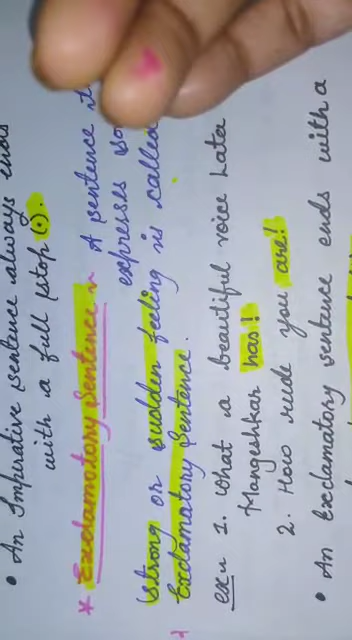 • An Imperative sentence always ends
with a full stop (.).
* Exclamatory Sentence ~ A sentence
expresses
strong or sudden feeling is called
Exclamatory Sentence.
ex:~ 1. What a beautiful voice Lata
Mangeshkar has!
2. How rude you are!
• An Exclamatory sentence ends with a